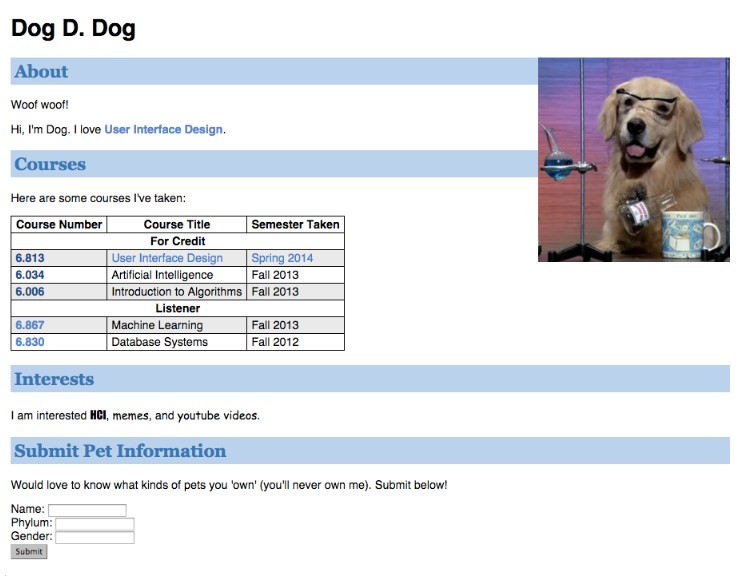 Dog D. Dog
About
Woof woof!
Hi, I'm Dog. I love User Interface Design.
Courses
Here are some courses I've taken:
Course Number Course Title Semester Taken
For Credit
6.813 User Interface Design Spring 2014
6.034 Artificial Intelligence Fall 2013
6.006 Introduction to Algorithms Fall 2013
Listener
6.867 Machine Learning Fall 2013
6.830 Database Systems Fall 2012
Interests
I am interested HCI, memes, and youtube videos.
Submit Pet Information
Would love to know what kinds of pets you 'own' (you'll never own me). Submit below!
Name:
Phylum:
Gender:
Submit